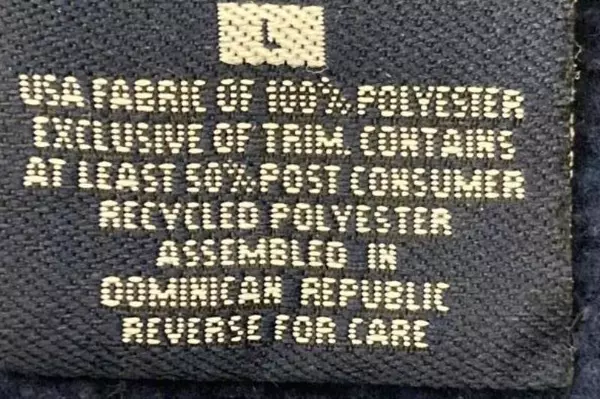 L
USA FABRIC OF 100% POLYESTER
EXCLUSIVE OF TRIM. CONTAINS
AT LEAST 50% POST CONSUMER
RECYCLED POLYESTER
ASSEMBLED IN
DOMINICAN REPUBLIC
REVERSE FOR CARE